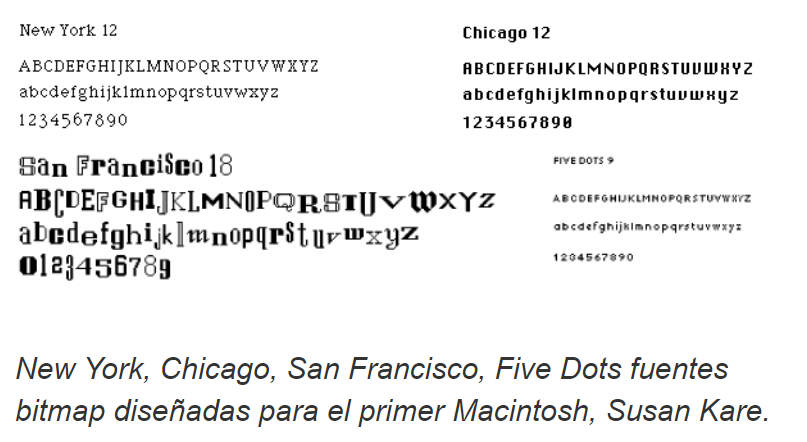 New York 12
ABCDEFGHIJKLMNOPQRSTUVWXYZ
abcdefghijklmnopqrstuvwxyz
1234567890
Chicago 12
ABCDEFGHIJKLMNOPQRSTUVWXYZ
abcdefghijklmnopqrstuvwxyz
1234567890
San Francisco 18
ABCDEFGHIJKLMNOPQRSTUVWXYZ
abcdefghijklmnopqrstuvwxyz
0123456789
FIVE DOTS 9
ABCDEFGHIJKLMNOPQRSTUVWXYZ
abcdefghijklmnopqrstuvwxyz
1234567890
New York, Chicago, San Francisco, Five Dots fuentes
bitmap diseñadas para el primer Macintosh, Susan Kare.